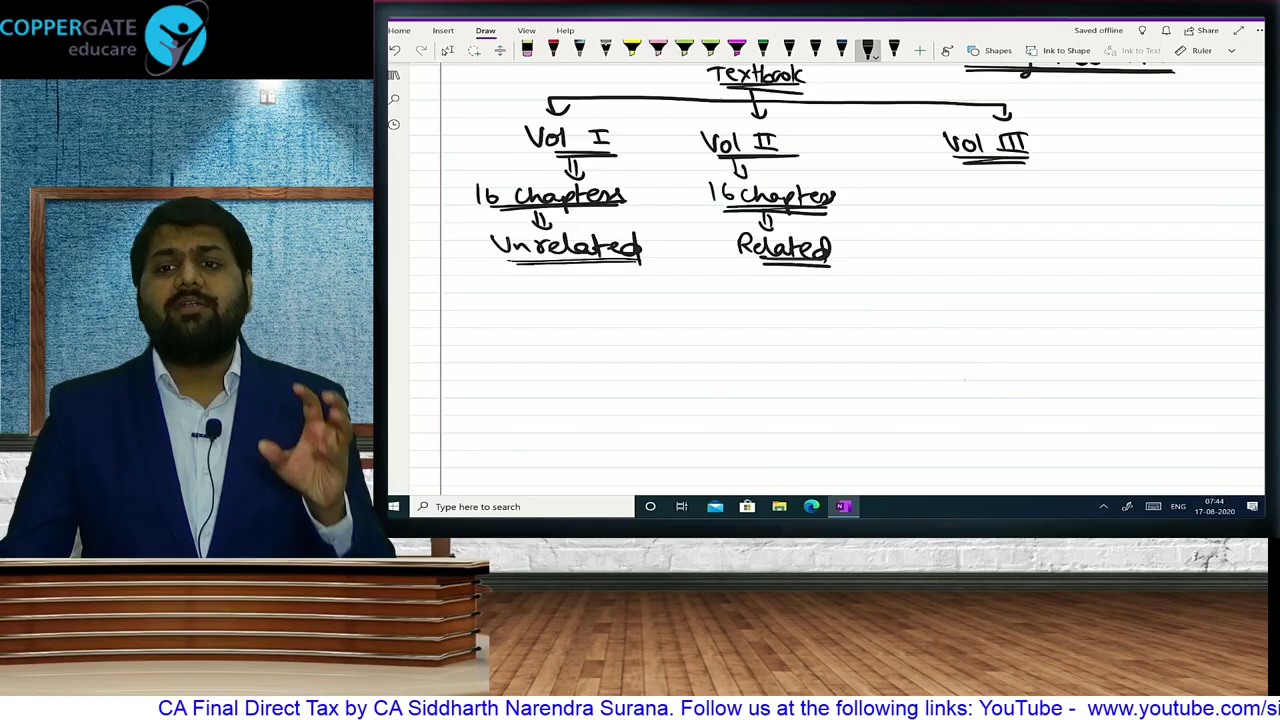 COPPERGATE
educare
Home Insert Draw View Help
Saved offline Share
Shapes Ink to Shape Ink to Text Ruler
Textbook
Vol I Vol II Vol III
16 Chapters 16 Chapters
Unrelated Related
Type here to search
ENG 07:44
17-08-2020
CA Final Direct Tax by CA Siddharth Narendra Surana. Follow us at the following links: YouTube - www.youtube.com/si